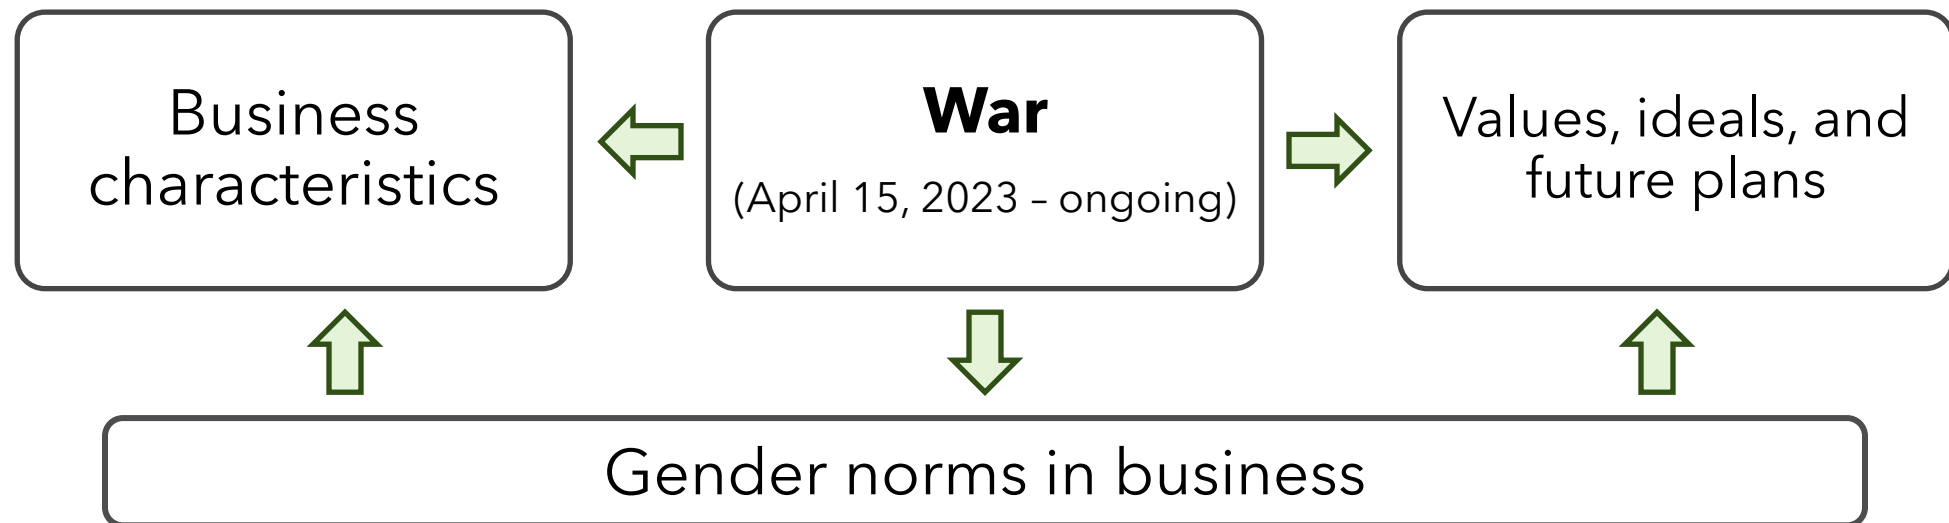 Business
characteristics
War
(April 15, 2023 – ongoing)
Values, ideals, and
future plans
Gender norms in business